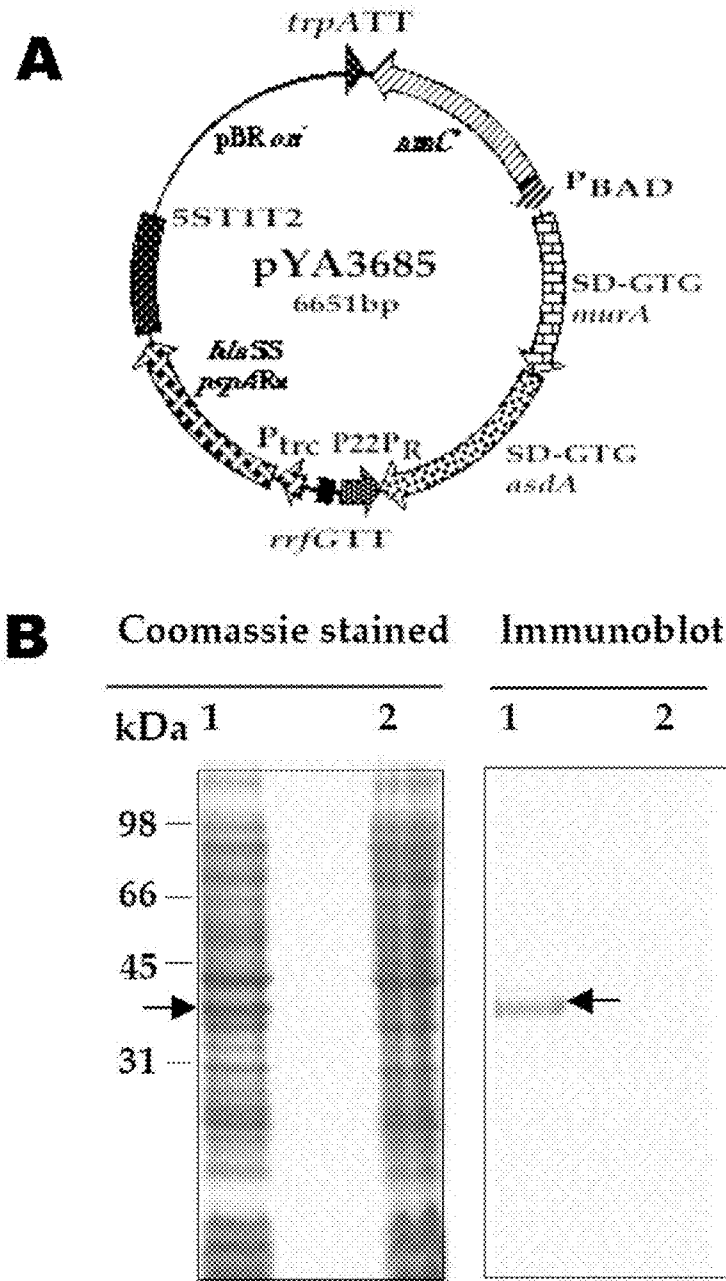 A
trpATT
pBR ori
araC*
PBAD
5ST1T2
pYA3685
6651bp
SD-GTG
murA
blaSS
pspARx
Ptrc P22PR
SD-GTG
asdA
rrfGTT
B
Coomassie stained
Immunoblot
kDa 1 2
1 2
98
66
45
31